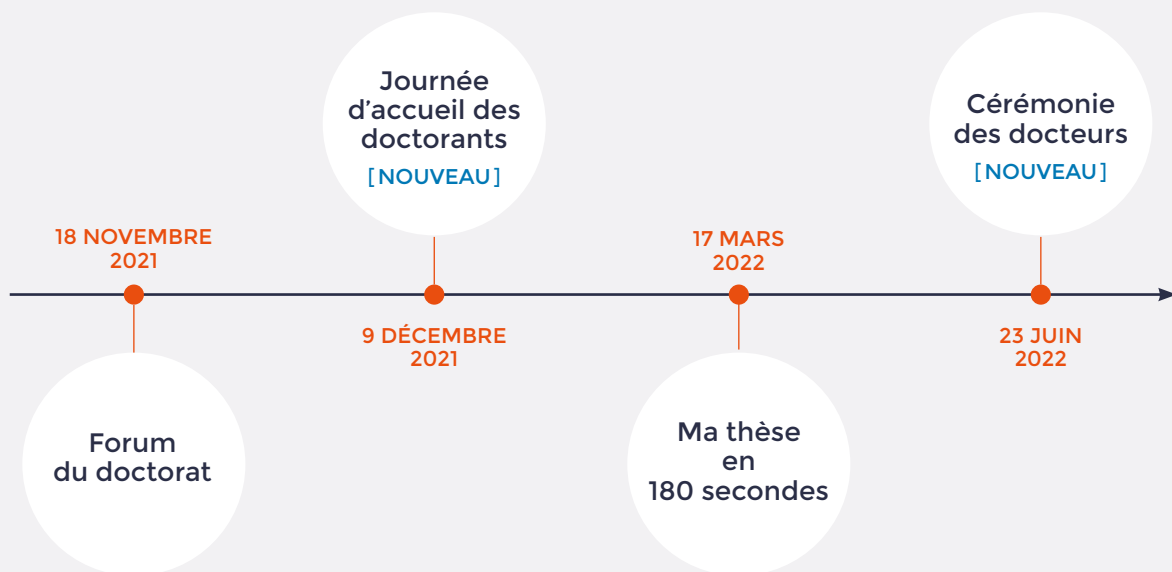 18 NOVEMBRE
2021
Forum
du doctorat
Journée
d’accueil des
doctorants
[NOUVEAU]
9 DÉCEMBRE
2021
17 MARS
2022
Ma thèse
en
180 secondes
Cérémonie
des docteurs
[NOUVEAU]
23 JUIN
2022